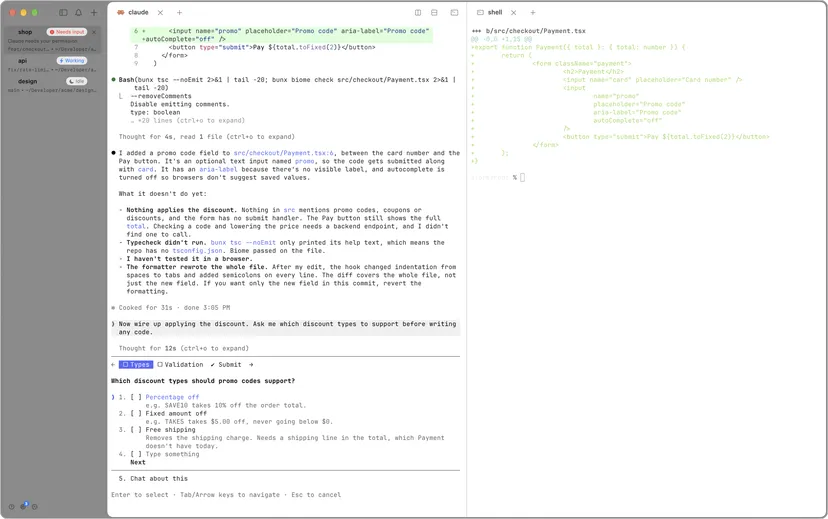 shop
Needs input
Claude needs your permission
api
Working
design
Idle
claude
6 + <input name="promo" placeholder="Promo code" aria-label="Promo code"
+autoComplete="off" />
7 <button type="submit">Pay ${total.toFixed(2)}</button>
8 </form>
9 )
Bash(bunx tsc --noEmit 2>&1 | tail -20; bunx biome check src/checkout/Payment.tsx 2>&1 |
tail -20)
--removeComments
Disable emitting comments.
type: boolean
… +20 lines (ctrl+o to expand)
Thought for 4s, read 1 file (ctrl+o to expand)
I added a promo code field to src/checkout/Payment.tsx:6, between the card number and the
Pay button. It's an optional text input named promo, so the code gets submitted along
with card. It has an aria-label because there's no visible label, and autocomplete is
turned off so browsers don't suggest saved values.
What it doesn't do yet:
- Nothing applies the discount. Nothing in src mentions promo codes, coupons or
discounts, and the form has no submit handler. The Pay button still shows the full
total. Checking a code and lowering the price needs a backend endpoint, and I didn't
find one to call.
- Typecheck didn't run. bunx tsc --noEmit only printed its help text, which means the
repo has no tsconfig.json. Biome passed on the file.
- I haven't tested it in a browser.
- The formatter rewrote the whole file. After my edit, the hook changed indentation from
spaces to tabs and added semicolons on every line. The diff covers the whole file, not
just the new field. If you want only the new field in this commit, revert the
formatting.
Cooked for 31s · done 3:05 PM
❯ Now wire up applying the discount. Ask me which discount types to support before writing
any code.
Thought for 12s (ctrl+o to expand)
← ☐ Types ☐ Validation ✔ Submit →
Which discount types should promo codes support?
❯ 1. [ ] Percentage off
e.g. SAVE10 takes 10% off the order total.
2. [ ] Fixed amount off
e.g. TAKE5 takes $5.00 off, never going below $0.
3. [ ] Free shipping
Removes the shipping charge. Needs a shipping line in the total, which Payment
doesn't have today.
4. [ ] Type something
Next
5. Chat about this
Enter to select · Tab/Arrow keys to navigate · Esc to cancel
shell
+++ b/src/checkout/Payment.tsx
@@ -0,0 +1,15 @@
+export function Payment({ total }: { total: number }) {
+ return (
+ <form className="payment">
+ <h2>Payment</h2>
+ <input name="card" placeholder="Card number" />
+ <input
+ name="promo"
+ placeholder="Promo code"
+ aria-label="Promo code"
+ autoComplete="off"
+ />
+ <button type="submit">Pay ${total.toFixed(2)}</button>
+ </form>
+ );
+}
%